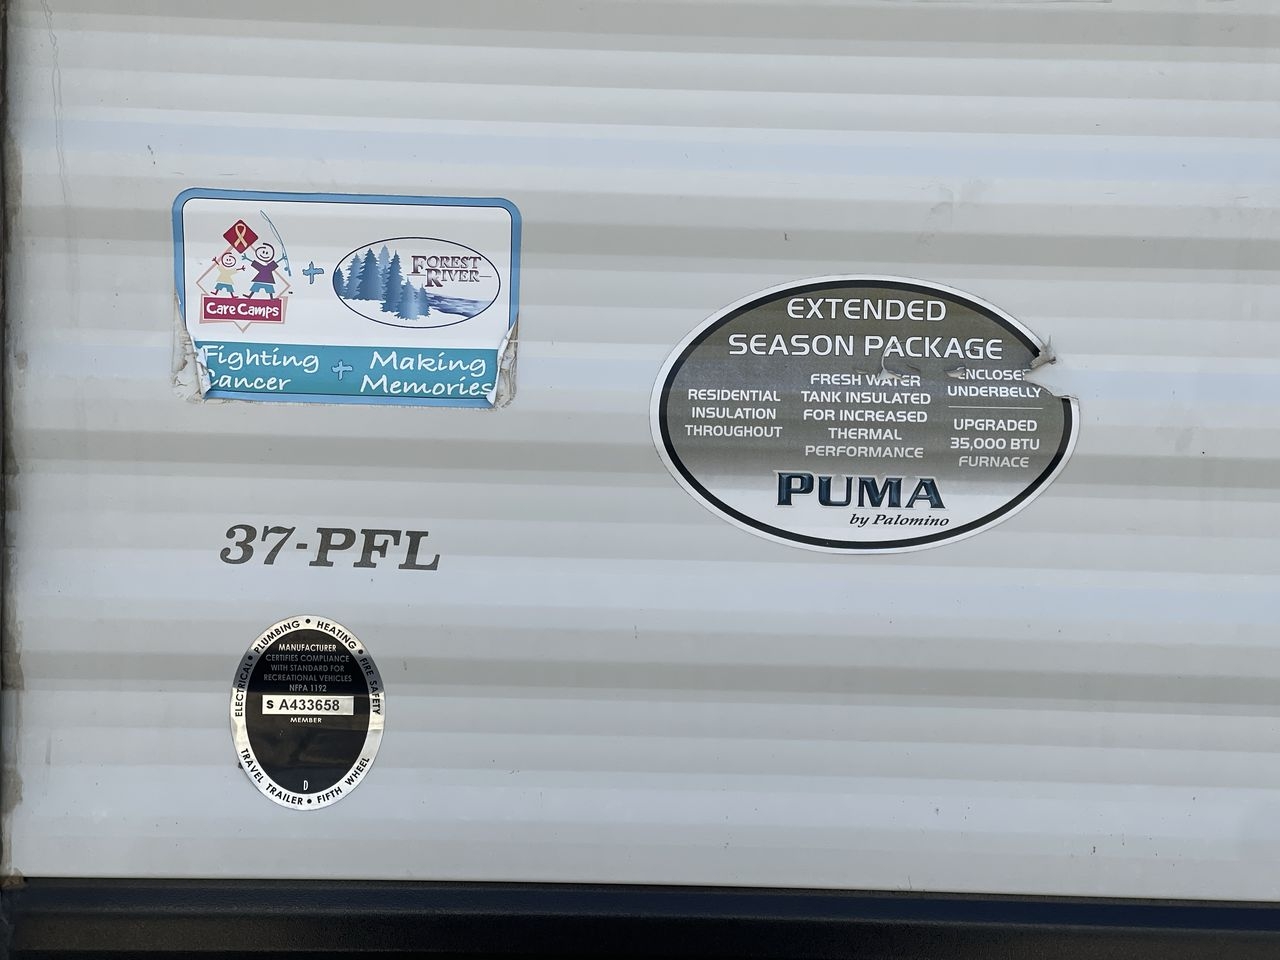 Care Camps
+
FOREST
RIVER
Fighting + Making
Cancer Memories
EXTENDED
SEASON PACKAGE
RESIDENTIAL
INSULATION
THROUGHOUT
FRESH WATER
TANK INSULATED
FOR INCREASED
THERMAL
PERFORMANCE
ENCLOSED
UNDERBELLY
UPGRADED
35,000 BTU
FURNACE
PUMA
by Palomino
37-PFL
ELECTRICAL • PLUMBING • HEATING • FIRE SAFETY
MANUFACTURER
CERTIFIES COMPLIANCE
WITH STANDARD FOR
RECREATIONAL VEHICLES
NFPA 1192
S A433658
MEMBER
D
TRAVEL TRAILER • FIFTH WHEEL